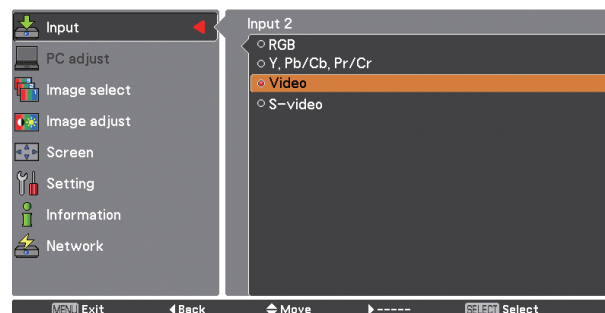 Input
PC adjust
Image select
Image adjust
Screen
Setting
Information
Network
Input 2
RGB
Y, Pb/Cb, Pr/Cr
Video
S-video
MENU Exit Back Move ----- SELECT Select